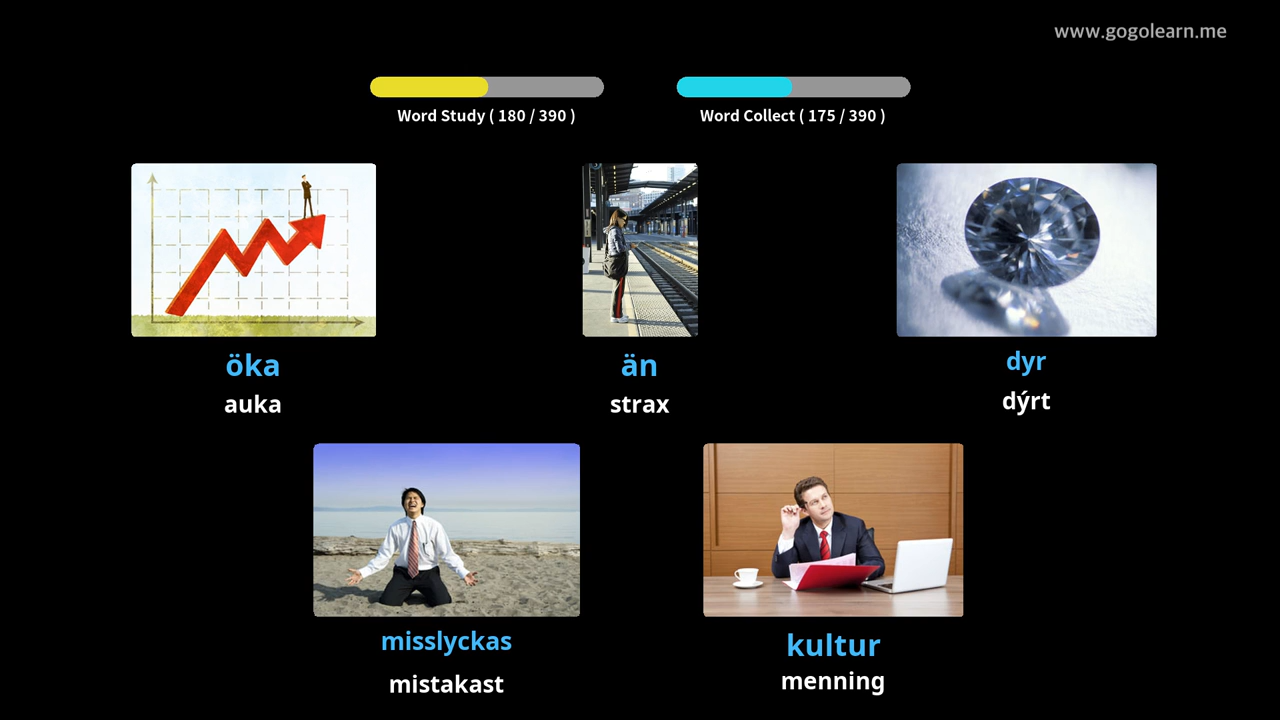 www.gogolearn.me
Word Study ( 180 / 390 )
Word Collect ( 175 / 390 )
öka
auka
än
strax
dyr
dýrt
misslyckas
mistakast
kultur
menning